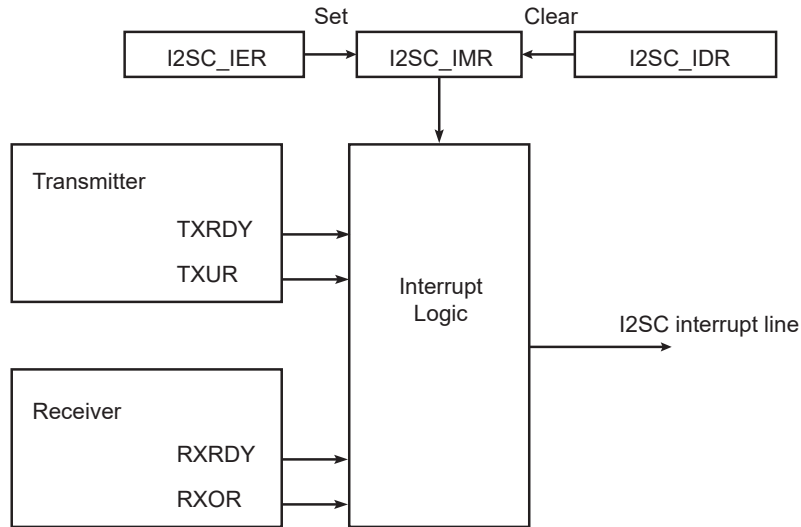 Set
Clear
I2SC_IER
I2SC_IMR
I2SC_IDR
Transmitter
TXRDY
TXUR
Interrupt
Logic
I2SC interrupt line
Receiver
RXRDY
RXOR